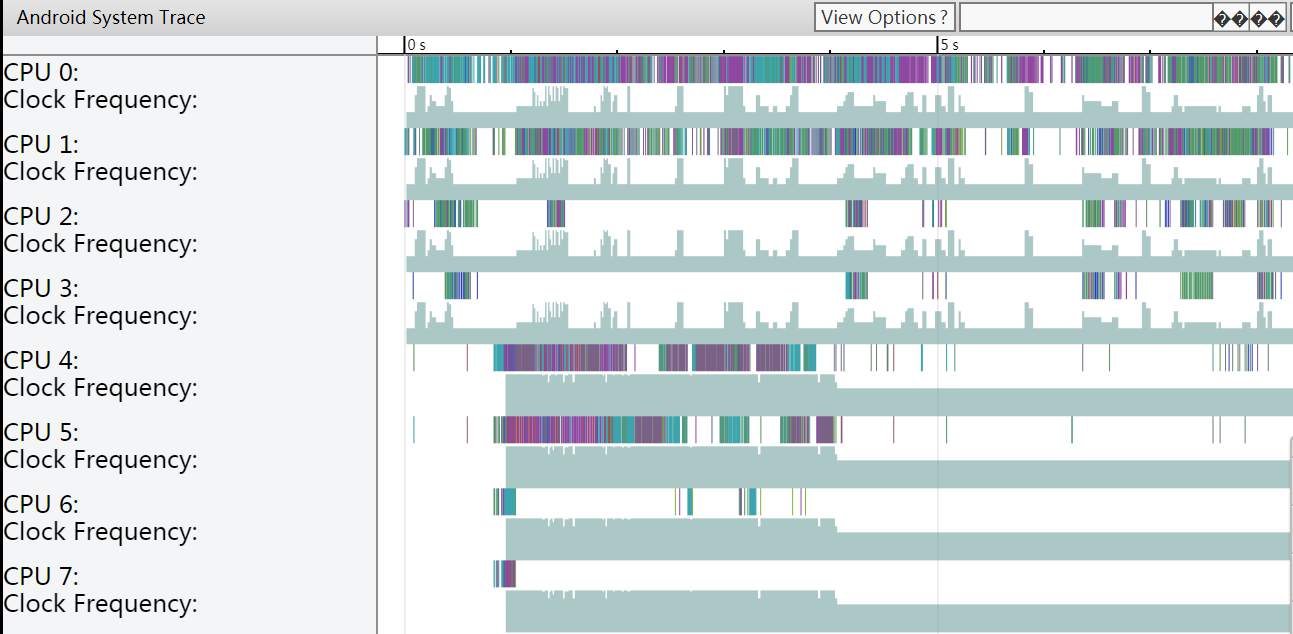 Android System Trace
View Options ?
��
��
0 s
5 s
CPU 0:
Clock Frequency:
CPU 1:
Clock Frequency:
CPU 2:
Clock Frequency:
CPU 3:
Clock Frequency:
CPU 4:
Clock Frequency:
CPU 5:
Clock Frequency:
CPU 6:
Clock Frequency:
CPU 7:
Clock Frequency: